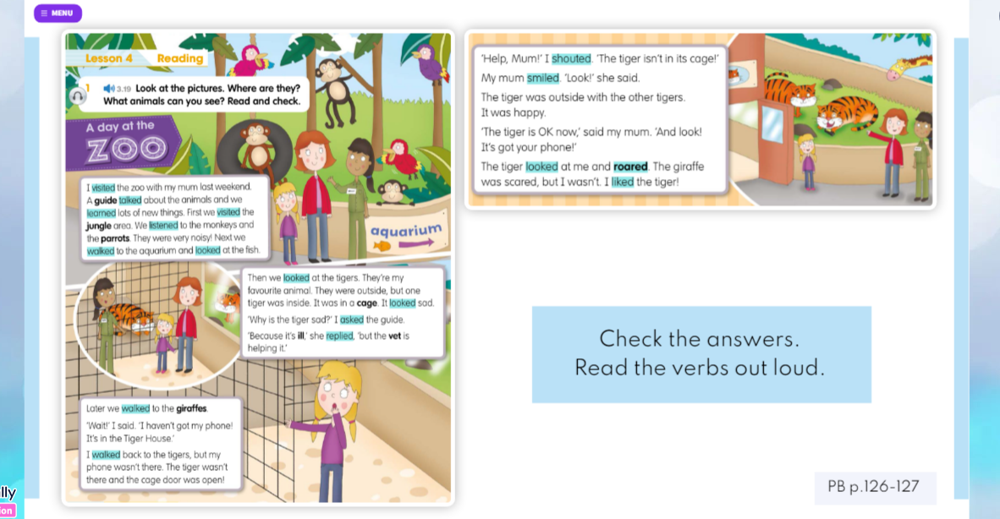 MENU
Lesson 4 Reading
1 3.19 Look at the pictures. Where are they?
What animals can you see? Read and check.
A day at the
ZOO
I visited the zoo with my mum last weekend.
A guide talked about the animals and we
learned lots of new things. First we visited the
jungle area. We listened to the monkeys and
the parrots. They were very noisy! Next we
walked to the aquarium and looked at the fish.
aquarium
Then we looked at the tigers. They're my
favourite animal. They were outside, but one
tiger was inside. It was in a cage. It looked sad.
'Why is the tiger sad?' I asked the guide.
'Because it's ill,' she replied, 'but the vet is
helping it.'
Later we walked to the giraffes.
'Wait!' I said. 'I haven't got my phone!
It's in the Tiger House.'
I walked back to the tigers, but my
phone wasn't there. The tiger wasn't
there and the cage door was open!
'Help, Mum!' I shouted. 'The tiger isn't in its cage!'
My mum smiled. 'Look!' she said.
The tiger was outside with the other tigers.
It was happy.
'The tiger is OK now,' said my mum. 'And look!
It's got your phone!'
The tiger looked at me and roared. The giraffe
was scared, but I wasn't. I liked the tiger!
Check the answers.
Read the verbs out loud.
PB p.126-127
lly
ion